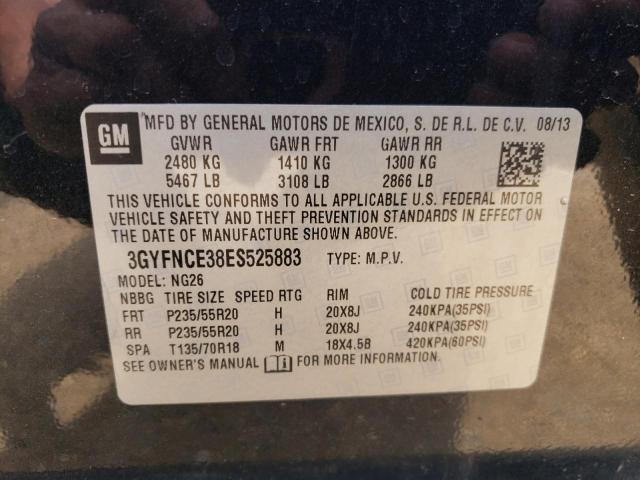 GM MFD BY GENERAL MOTORS DE MEXICO, S. DE R.L. DE C.V. 08/13
GVWR GAWR FRT GAWR RR
2480 KG 1410 KG 1300 KG
5467 LB 3108 LB 2866 LB
THIS VEHICLE CONFORMS TO ALL APPLICABLE U.S. FEDERAL MOTOR
VEHICLE SAFETY AND THEFT PREVENTION STANDARDS IN EFFECT ON
THE DATE OF MANUFACTURE SHOWN ABOVE.
3GYFNCE38ES525883 TYPE: M.P.V.
MODEL: NG26
NBBG TIRE SIZE SPEED RTG RIM COLD TIRE PRESSURE
FRT P235/55R20 H 20X8J 240KPA(35PSI)
RR P235/55R20 H 20X8J 240KPA(35PSI)
SPA T135/70R18 M 18X4.5B 420KPA(60PSI)
SEE OWNER'S MANUAL FOR MORE INFORMATION.